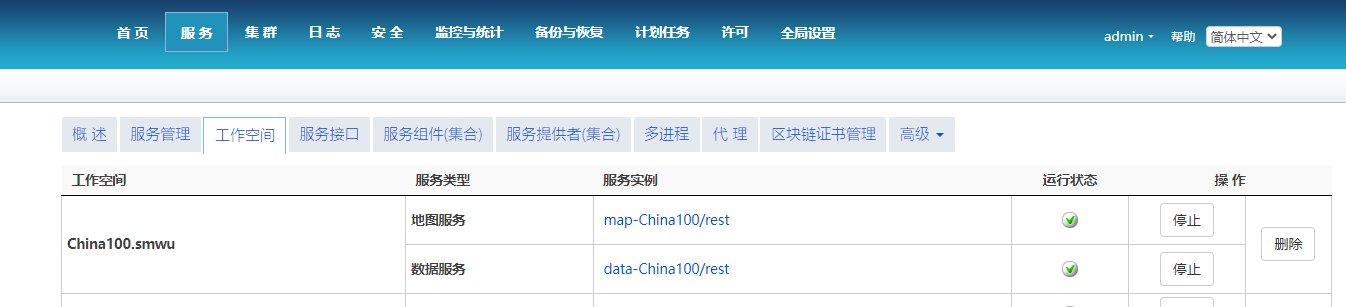 首 页 服 务 集 群 日 志 安 全 监控与统计 备份与恢复 计划任务 许可 全局设置 admin 帮助 简体中文
概 述 服务管理 工作空间 服务接口 服务组件(集合) 服务提供者(集合) 多进程 代 理 区块链证书管理 高级
工作空间 服务类型 服务实例 运行状态 操 作
China100.smwu 地图服务 map-China100/rest 停止 删除
数据服务 data-China100/rest 停止